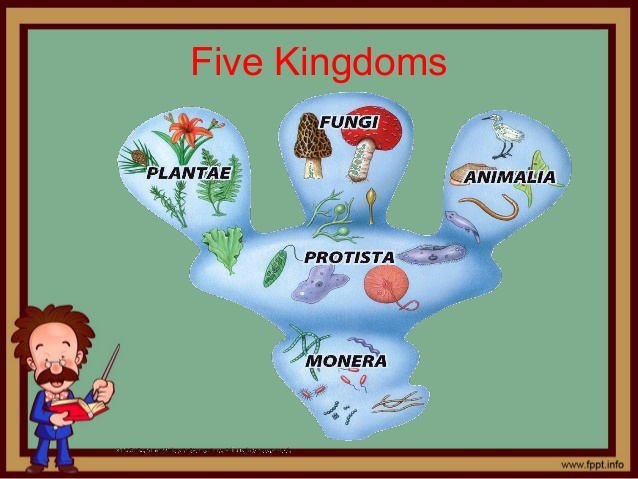 Five Kingdoms
FUNGI
PLANTAE
ANIMALIA
PROTISTA
MONERA
www.fppt.info